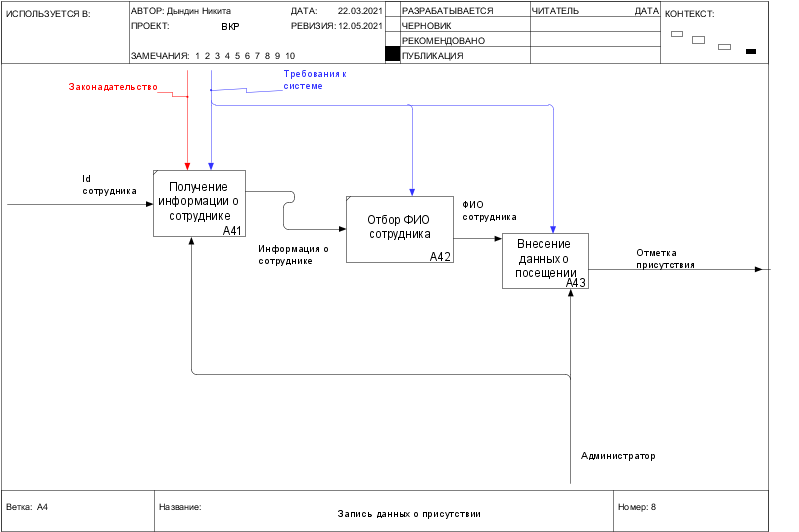 ИСПОЛЬЗУЕТСЯ В:
АВТОР: Дындин Никита
ДАТА: 22.03.2021
ПРОЕКТ: ВКР
РЕВИЗИЯ: 12.05.2021
ЗАМЕЧАНИЯ: 1 2 3 4 5 6 7 8 9 10
РАЗРАБАТЫВАЕТСЯ
ЧЕРНОВИК
РЕКОМЕНДОВАНО
ПУБЛИКАЦИЯ
ЧИТАТЕЛЬ ДАТА
КОНТЕКСТ:
Законадательство
Требования к
системе
Id
сотрудника
Получение
информации о
сотруднике
A41
Информация о
сотруднике
Отбор ФИО
сотрудника
A42
ФИО
сотрудника
Внесение
данных о
посещении
A43
Отметка
присутствия
Администратор
Ветка: A4
Название:
Запись данных о присутствии
Номер: 8